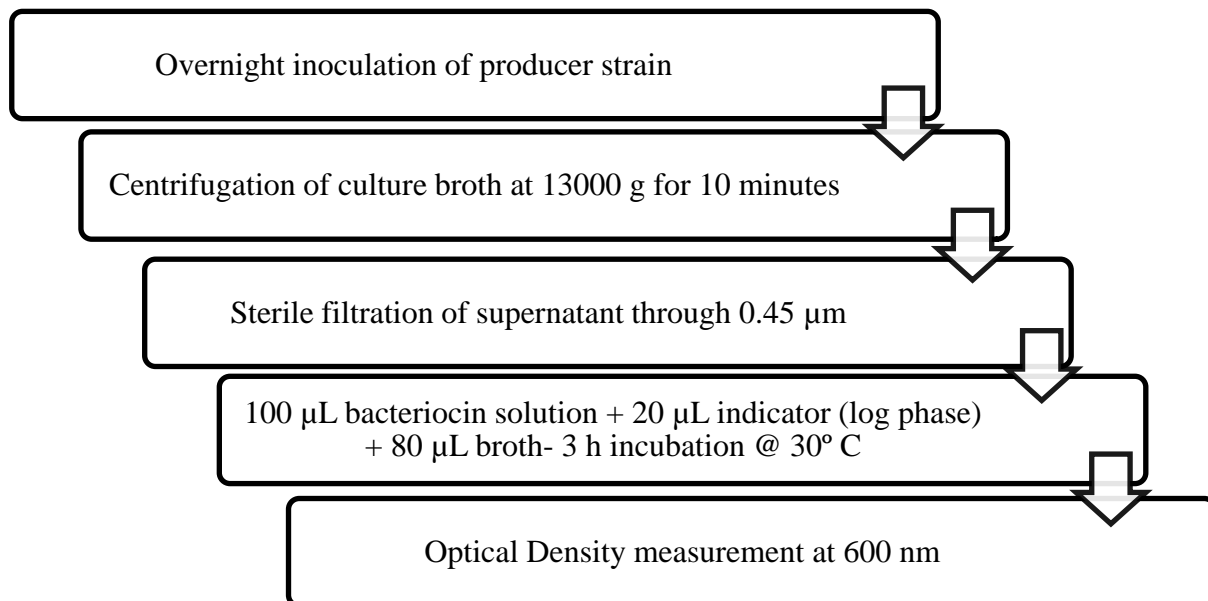 Overnight inoculation of producer strain
Centrifugation of culture broth at 13000 g for 10 minutes
Sterile filtration of supernatant through 0.45 µm
100 µL bacteriocin solution + 20 µL indicator (log phase)
+ 80 µL broth- 3 h incubation @ 30º C
Optical Density measurement at 600 nm